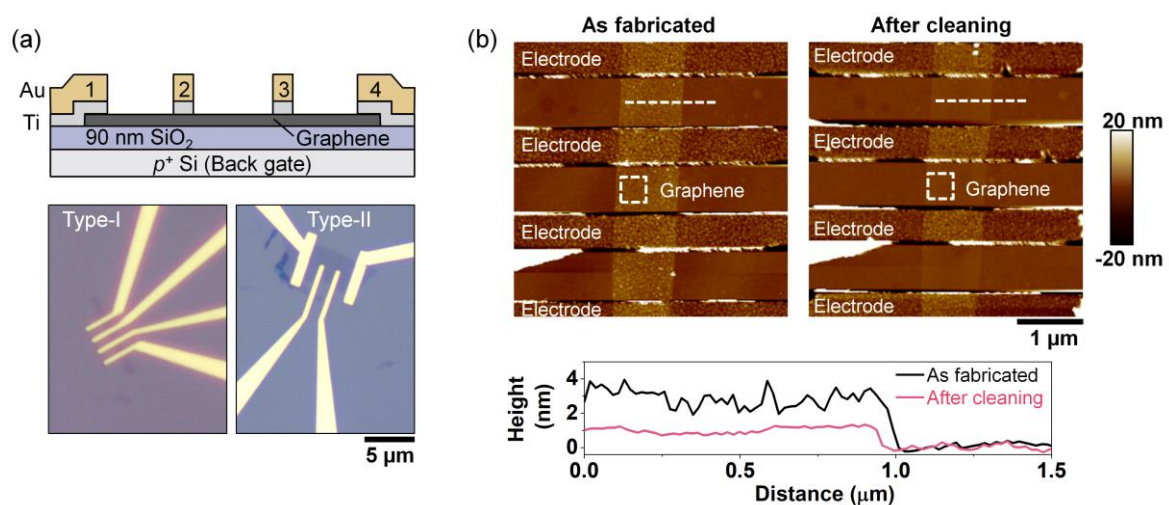 (a)
1
2
3
4
Au
Ti
Graphene
90 nm SiO₂
p⁺ Si (Back gate)
Type-I
Type-II
5 µm
(b)
As fabricated
After cleaning
Electrode
Electrode
Graphene
Electrode
Electrode
Electrode
Electrode
Graphene
Electrode
Electrode
20 nm
-20 nm
1 µm
Height
(nm)
4
2
0
As fabricated
After cleaning
0.0
0.5
1.0
1.5
Distance (µm)